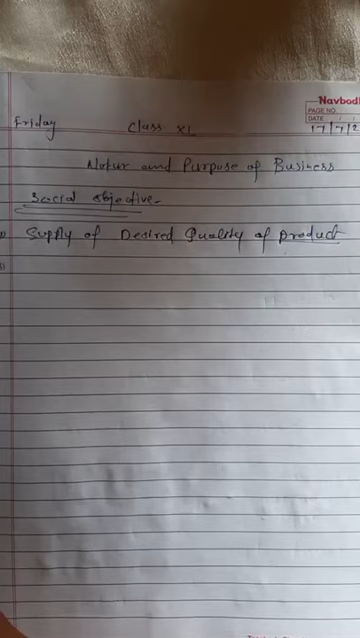 Navbod
PAGE NO.
DATE / /
Friday Class XI 17/7/2
Natur and Purpose of Business
Social objective-
Supply of Desired Quality of product